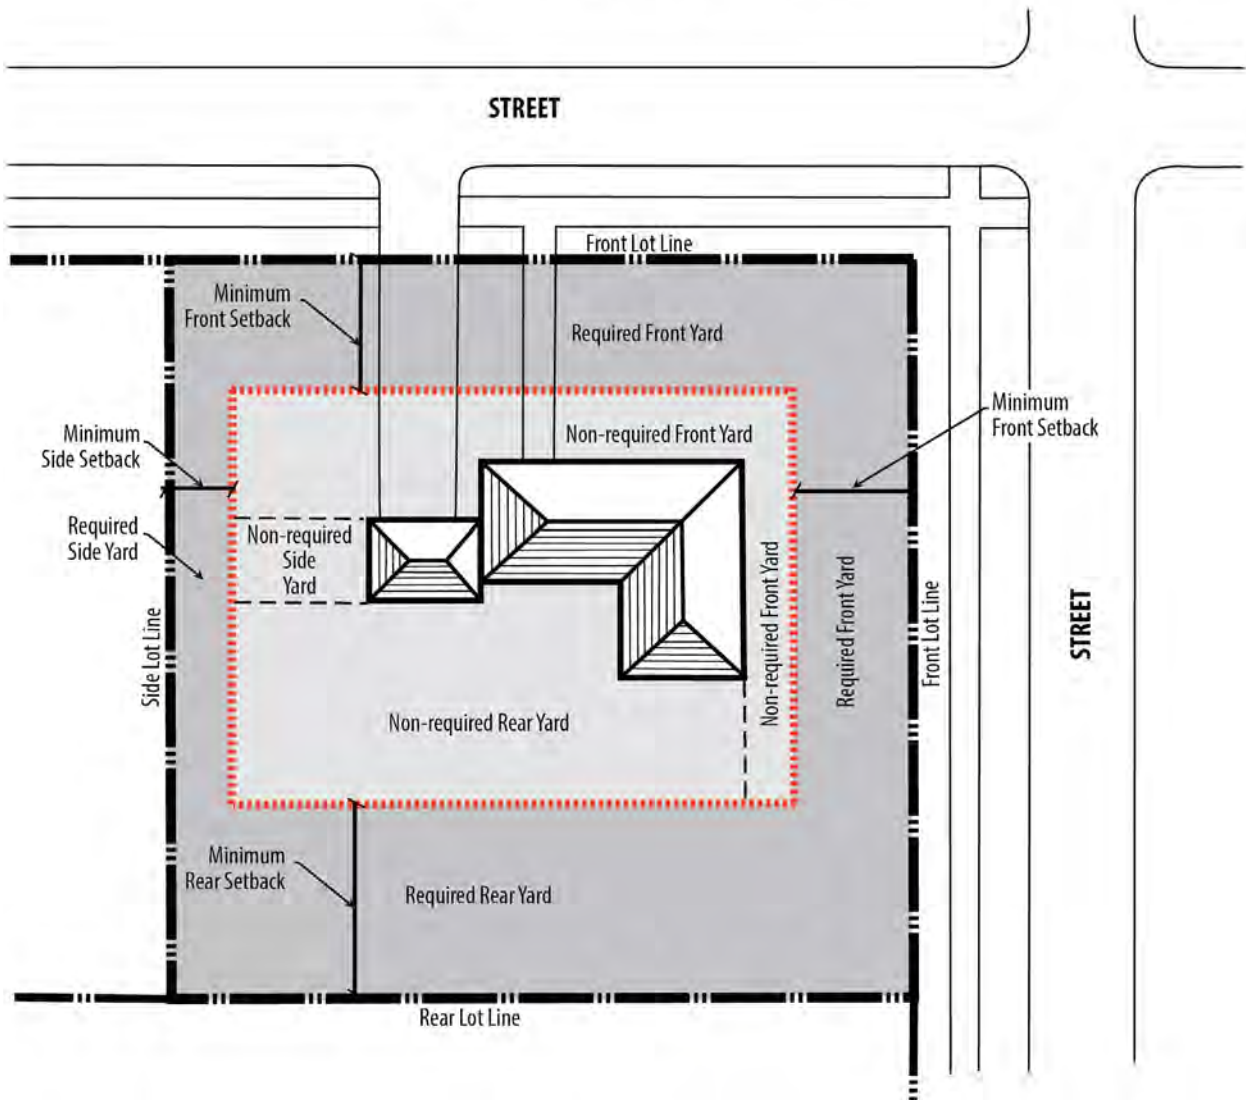 STREET
Front Lot Line
Minimum
Front Setback
Required Front Yard
Minimum
Front Setback
Non-required Front Yard
Minimum
Side Setback
Required
Side Yard
Non-required
Side
Yard
Non-required Front Yard
Required Front Yard
Front Lot Line
STREET
Side Lot Line
Non-required Rear Yard
Minimum
Rear Setback
Required Rear Yard
Rear Lot Line